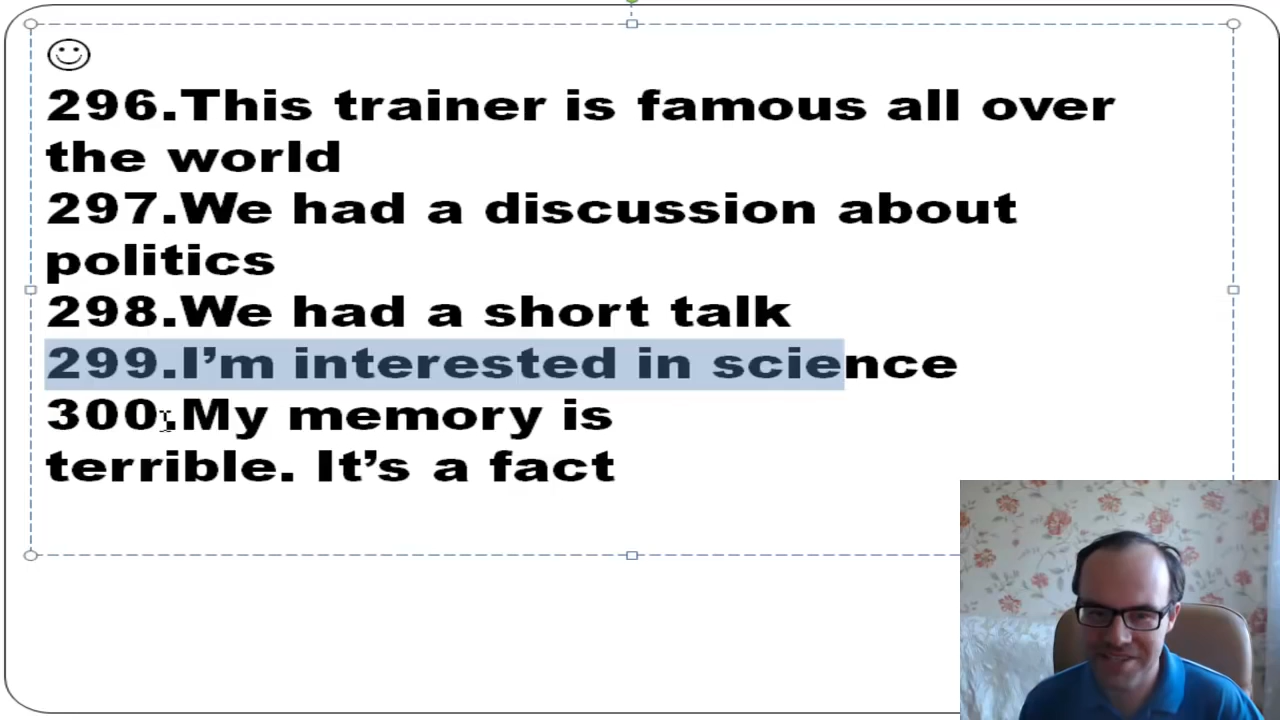 296.This trainer is famous all over
the world
297.We had a discussion about
politics
298.We had a short talk
299.I’m interested in science
300.My memory is
terrible. It’s a fact